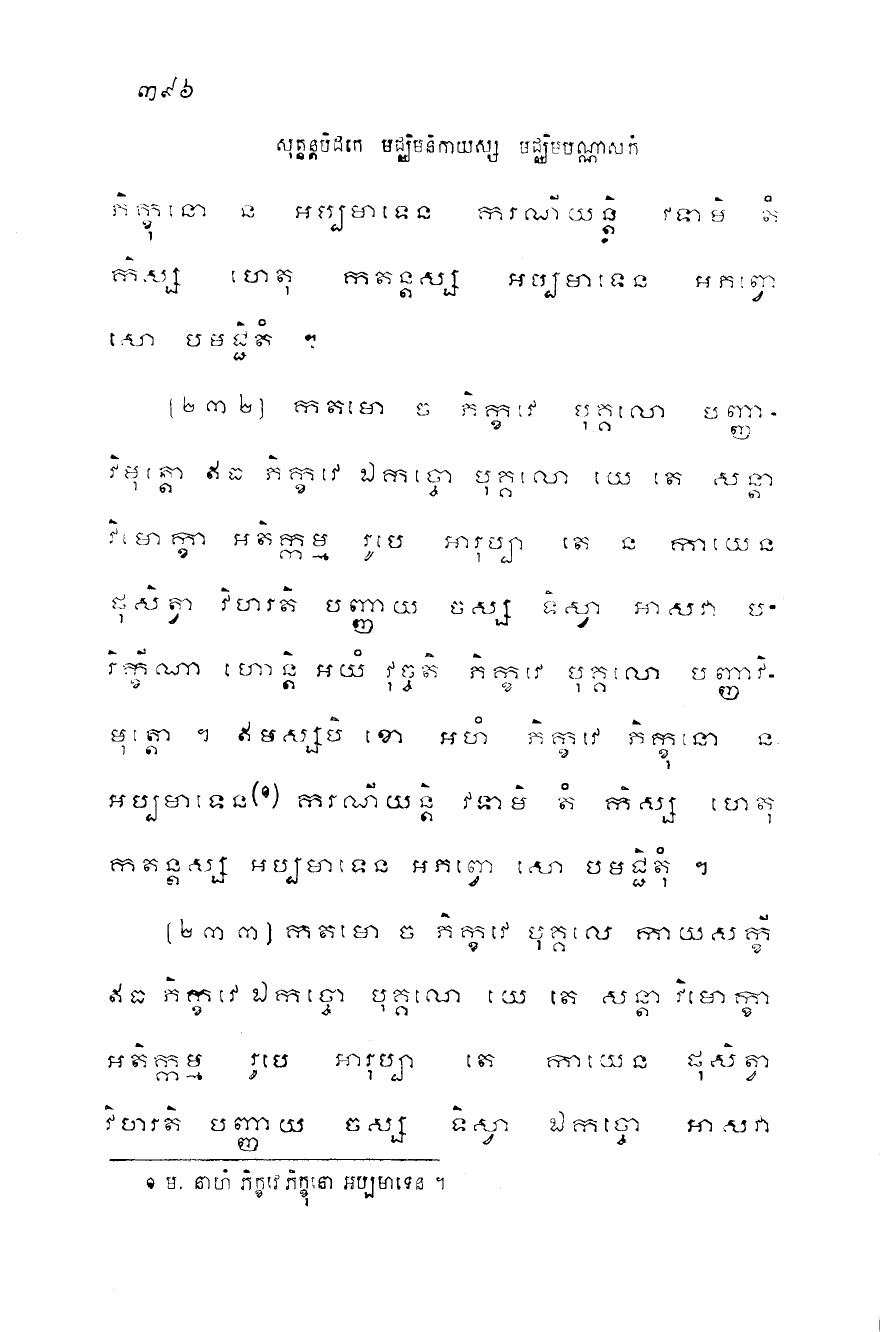 ៣៩៦
សុត្តន្តបិដកេ មជ្ឈិមនិកាយស្ស មជ្ឈិមបណ្ណាសកំ
ភិក្ខុនោ ន អប្បមាទេន ករណីយន្តិ វទាមិ តំ
កិស្ស ហេតុ កតន្តស្ស អប្បមាទេន អភព្វោ
សោ បមជ្ជិតុំ ។
(២៣២) កតមោ ច ភិក្ខវេ បុគ្គលោ បញ្ញា-
វិមុត្តោ ឥធ ភិក្ខវេ ឯកច្ចោ បុគ្គលោ យេ តេ សន្តា
វិមោក្ខា អតិក្កម្ម រូបេ អារុប្បា តេ ន កាយេន
ផុសិត្វា វិហរតិ បញ្ញាយ ចស្ស ទិស្វា អាសវា ប-
រិក្ខីណា ហោន្តិ អយំ វុច្ចតិ ភិក្ខវេ បុគ្គលោ បញ្ញាវិ-
មុត្តោ ។ ឥមស្សបិ ខោ អហំ ភិក្ខវេ ភិក្ខុនោ ន
អប្បមាទេន(១) ករណីយន្តិ វទាមិ តំ កិស្ស ហេតុ
កតន្តស្ស អប្បមាទេន អភព្វោ សោ បមជ្ជិតុំ ។
(២៣៣) កតមោ ច ភិក្ខវេ បុគ្គលេ កាយសក្ខី
ឥធ ភិក្ខវេ ឯកច្ចោ បុគ្គលោ យេ តេ សន្តា វិមោក្ខា
អតិក្កម្ម រូបេ អារុប្បា តេ កាយេន ផុសិត្វា
វិហរតិ បញ្ញាយ ចស្ស ទិស្វា ឯកច្ចោ អាសវា
១ ម. នាហំ ភិក្ខវេ ភិក្ខុនោ អប្បមាទេន ។